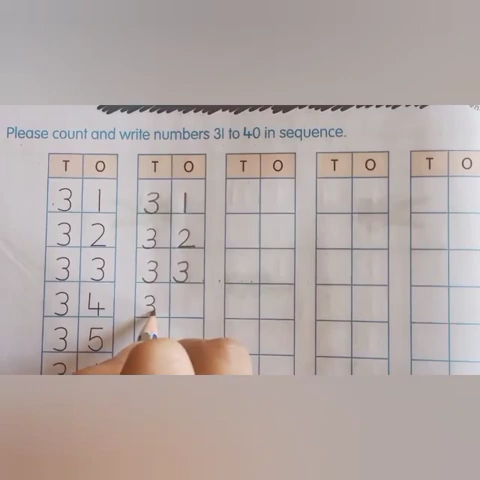 Please count and write numbers 31 to 40 in sequence.
T O T O T O T O T O
3 1 3 1
3 2 3 2
3 3 3 3
3 4 3
3 5